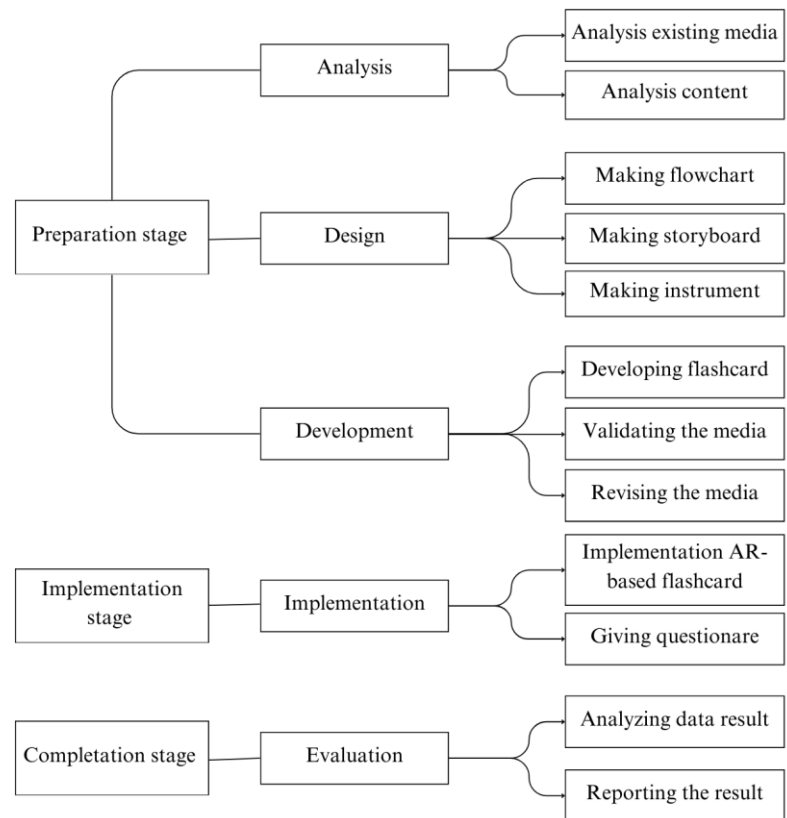 Preparation stage
Analysis
Analysis existing media
Analysis content
Design
Making flowchart
Making storyboard
Making instrument
Development
Developing flashcard
Validating the media
Revising the media
Implementation
stage
Implementation
Implementation AR-
based flashcard
Giving questionare
Completation stage
Evaluation
Analyzing data result
Reporting the result